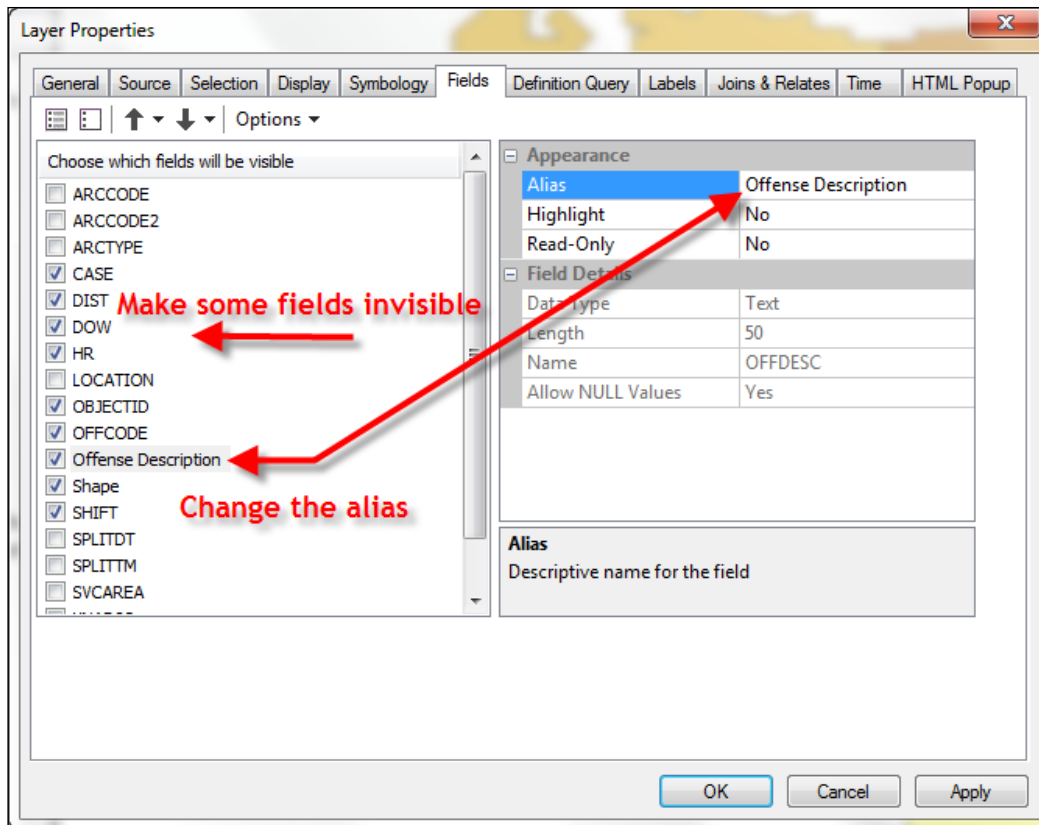 Layer Properties
General Source Selection Display Symbology Fields Definition Query Labels Joins & Relates Time HTML Popup
Options
Choose which fields will be visible
ARCCODE
ARCCODE2
ARCTYPE
CASE
DIST
DOW
HR
LOCATION
OBJECTID
OFFCODE
Offense Description
Shape
SHIFT
SPLITDT
SPLITTM
SVCAREA
Make some fields invisible
Change the alias
Appearance
Alias Offense Description
Highlight No
Read-Only No
Field Details
Data Type Text
Length 50
Name OFFDESC
Allow NULL Values Yes
Alias
Descriptive name for the field
OK Cancel Apply